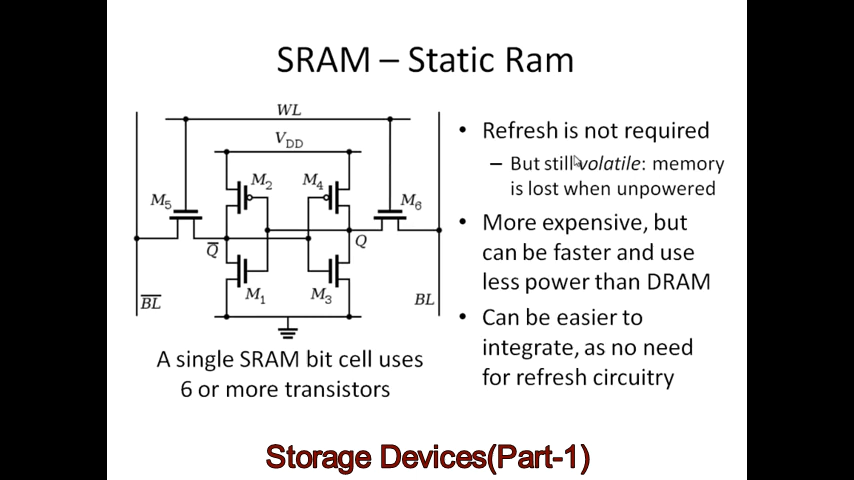 SRAM – Static Ram
WL
V_DD
M_2
M_4
M_5
M_6
Q̅
Q
M_1
M_3
B̅L̅
BL
A single SRAM bit cell uses
6 or more transistors
• Refresh is not required
– But still volatile: memory
is lost when unpowered
• More expensive, but
can be faster and use
less power than DRAM
• Can be easier to
integrate, as no need
for refresh circuitry
Storage Devices(Part-1)